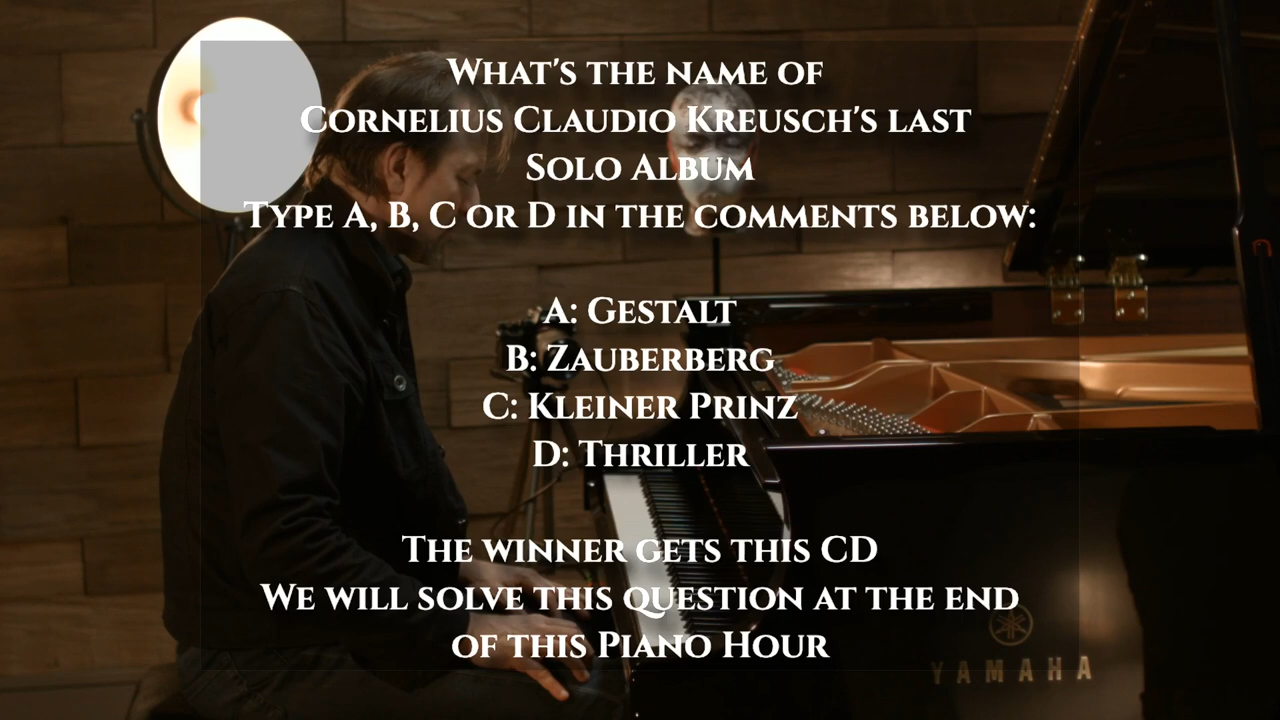 What's the name of
Cornelius Claudio Kreusch's last
Solo Album
Type A, B, C or D in the comments below:
A: Gestalt
B: Zauberberg
C: Kleiner Prinz
D: Thriller
The winner gets this CD
We will solve this question at the end
of this Piano Hour
YAMAHA